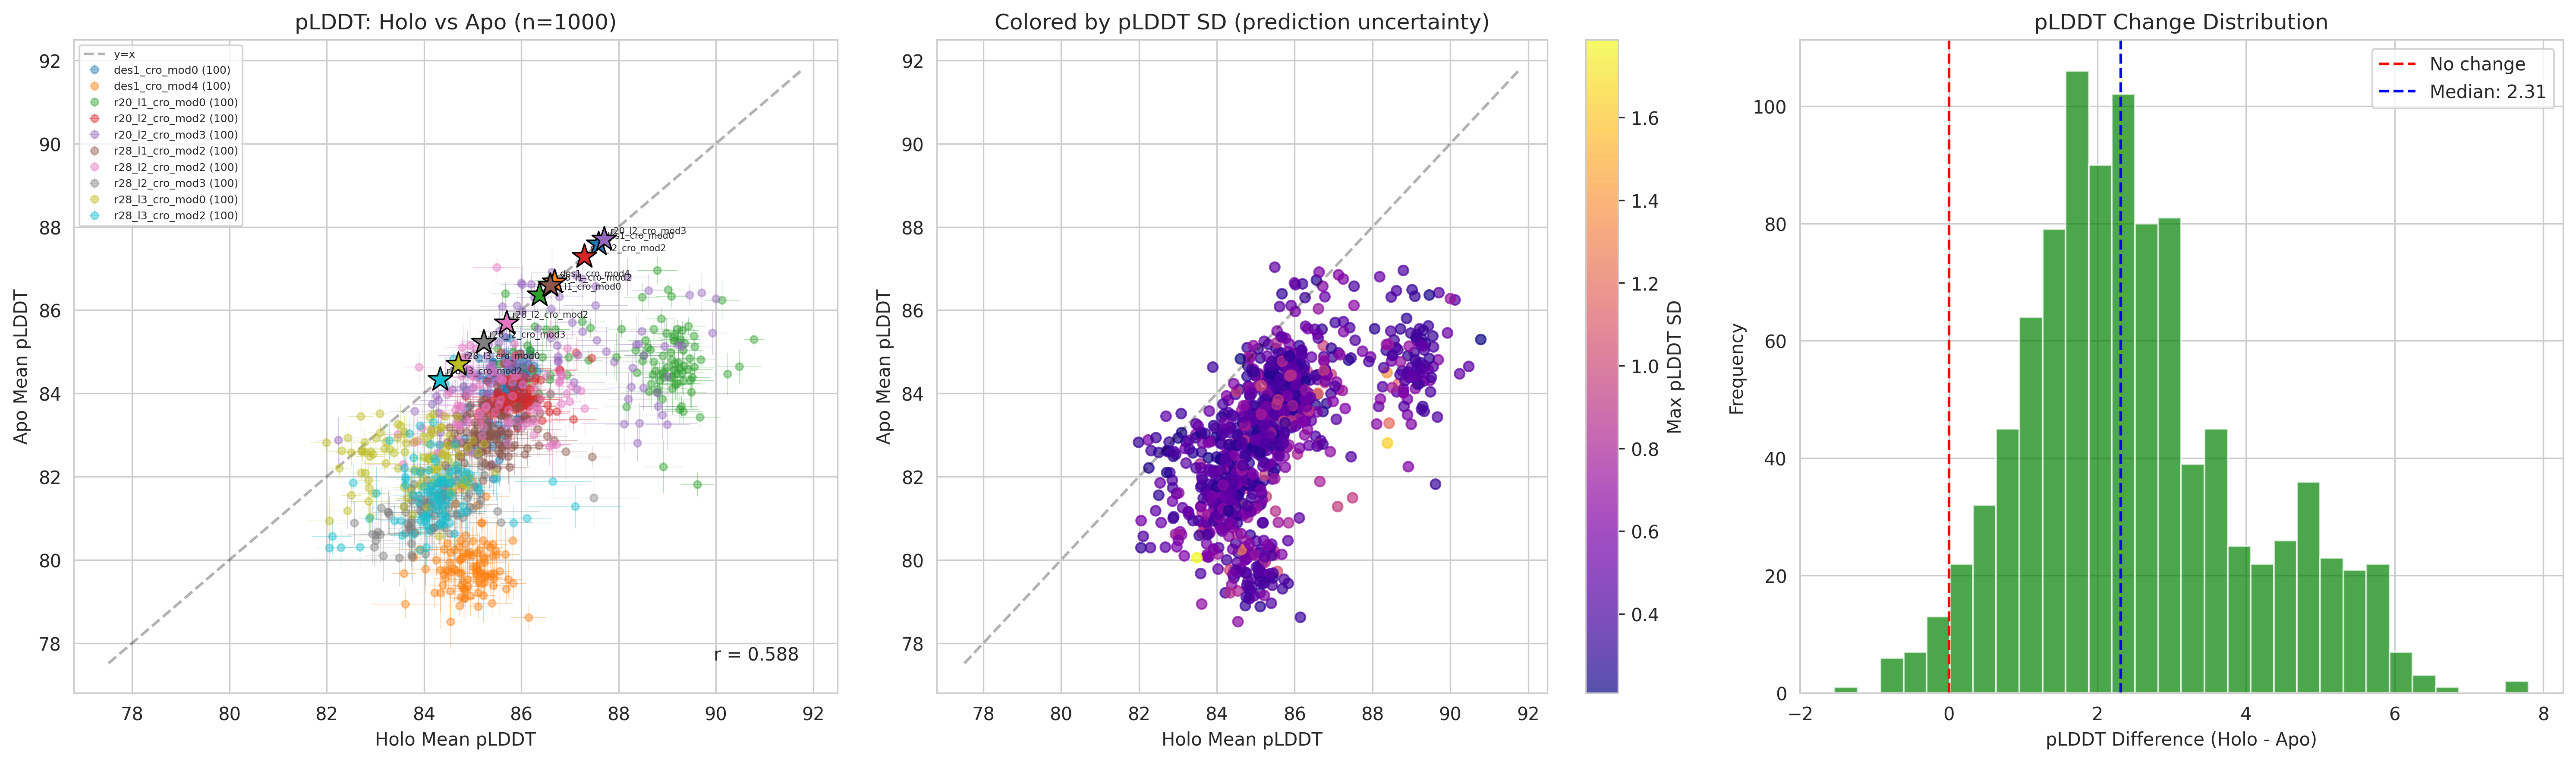 pLDDT: Holo vs Apo (n=1000)
92
90
88
86
84
82
80
78
Apo Mean pLDDT
y=x
des1_cro_mod0 (100)
des1_cro_mod4 (100)
r20_l1_cro_mod0 (100)
r20_l2_cro_mod2 (100)
r20_l2_cro_mod3 (100)
r28_l1_cro_mod2 (100)
r28_l2_cro_mod2 (100)
r28_l2_cro_mod3 (100)
r28_l3_cro_mod0 (100)
r28_l3_cro_mod2 (100)
r20_l2_cro_mod3
des1_cro_mod4
r28_l2_cro_mod2
r28_l3_cro_mod0
r = 0.588
78 80 82 84 86 88 90 92
Holo Mean pLDDT
Colored by pLDDT SD (prediction uncertainty)
92
90
88
86
84
82
80
78
Apo Mean pLDDT
78 80 82 84 86 88 90 92
Holo Mean pLDDT
1.6
1.4
1.2
1.0
0.8
0.6
0.4
Max pLDDT SD
pLDDT Change Distribution
No change
Median: 2.31
100
80
60
40
20
0
Frequency
−2 0 2 4 6 8
pLDDT Difference (Holo - Apo)